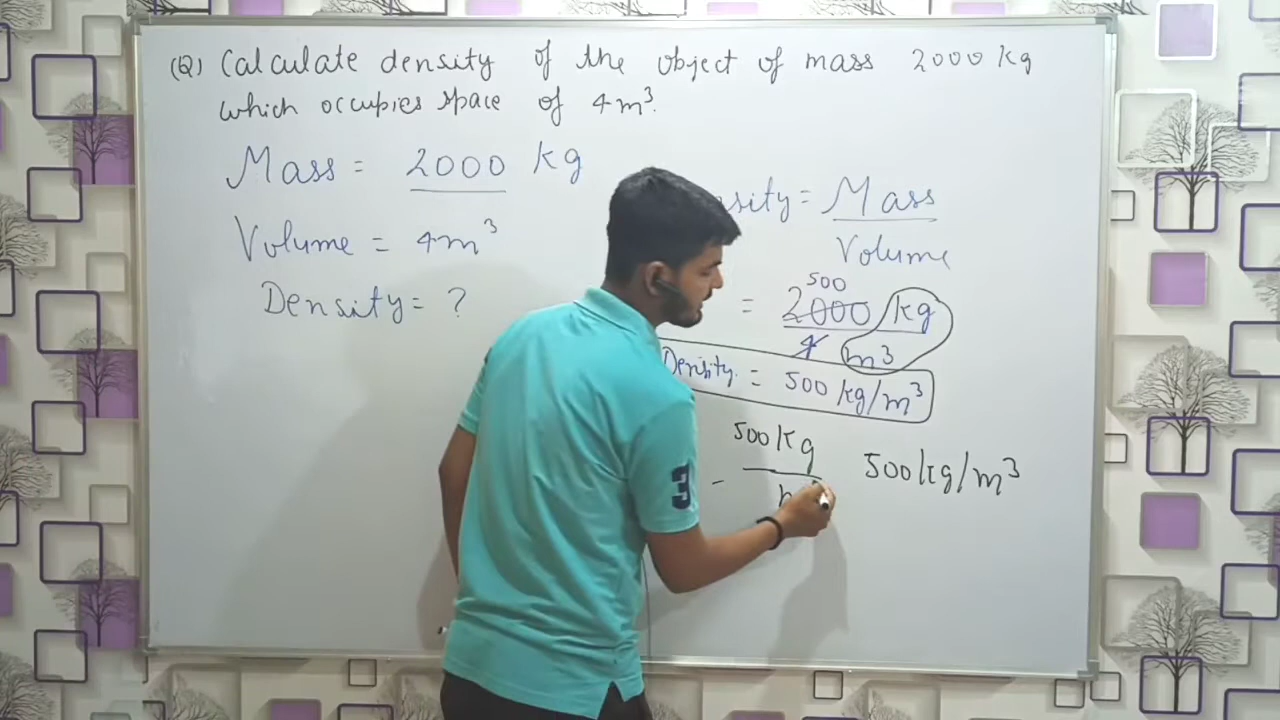 (Q) Calculate density of the object of mass 2000 kg
which occupies space of 4m³.
Mass = 2000 kg
Volume = 4m³
Density = ?
= Mass
Volume
500
= 2000 kg
4 m³
Density = 500 kg/m³
500 kg
500 kg/m³
3